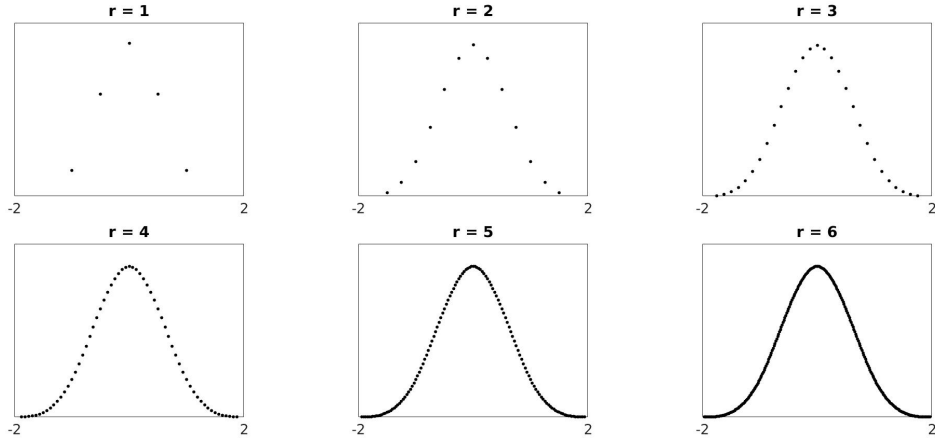 r = 1
r = 2
r = 3
-2 2
-2 2
-2 2
r = 4
r = 5
r = 6
-2 2
-2 2
-2 2